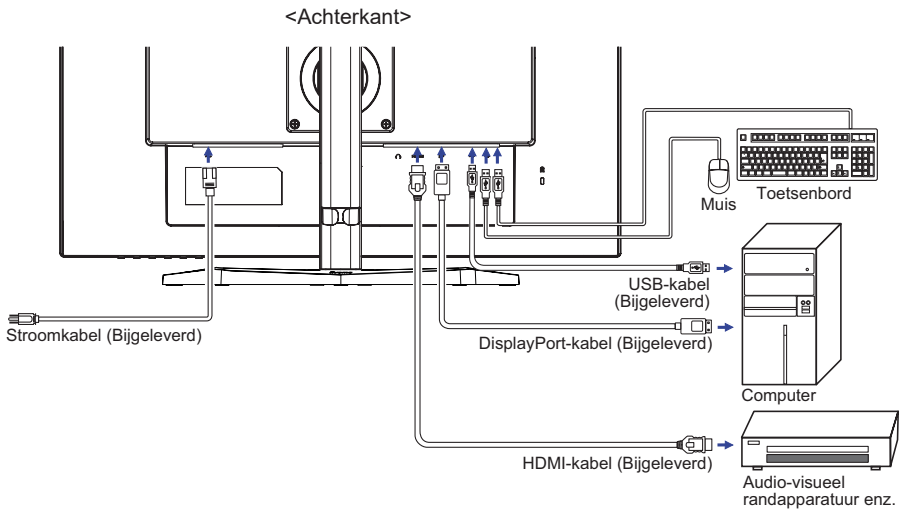 <Achterkant>
Toetsenbord
Muis
USB-kabel
(Bijgeleverd)
Stroomkabel (Bijgeleverd)
DisplayPort-kabel (Bijgeleverd)
Computer
HDMI-kabel (Bijgeleverd)
Audio-visueel
randapparatuur enz.